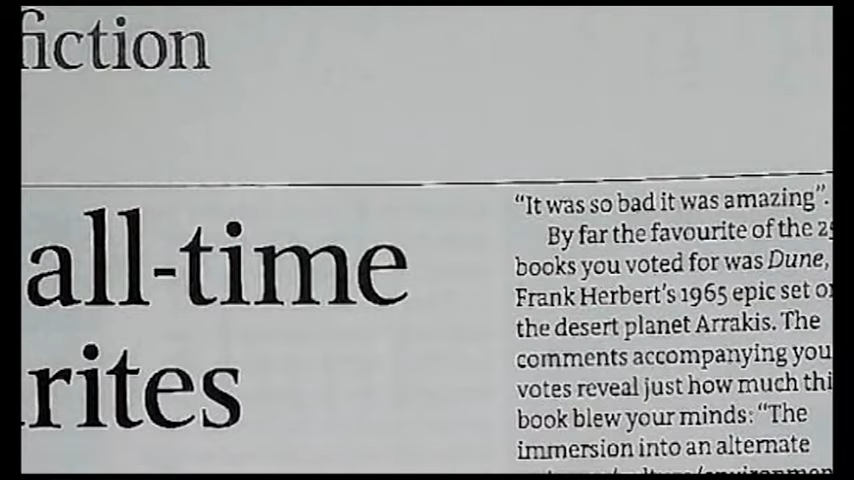 fiction
all-time
rites
“It was so bad it was amazing”.
By far the favourite of the
books you voted for was Dune,
Frank Herbert’s 1965 epic set
the desert planet Arrakis. The
comments accompanying you
votes reveal just how much thi
book blew your minds: “The
immersion into an alternate